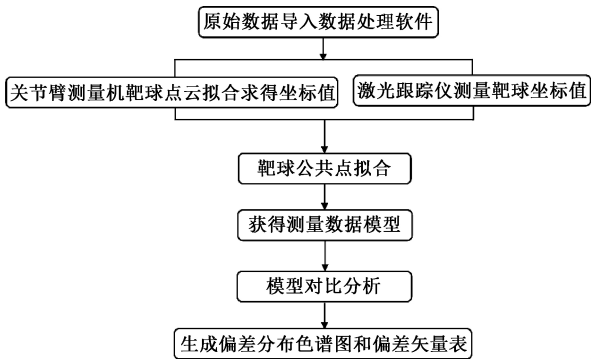 原始数据导入数据处理软件
关节臂测量机靶球点云拟合求得坐标值
激光跟踪仪测量靶球坐标值
靶球公共点拟合
获得测量数据模型
模型对比分析
生成偏差分布色谱图和偏差矢量表